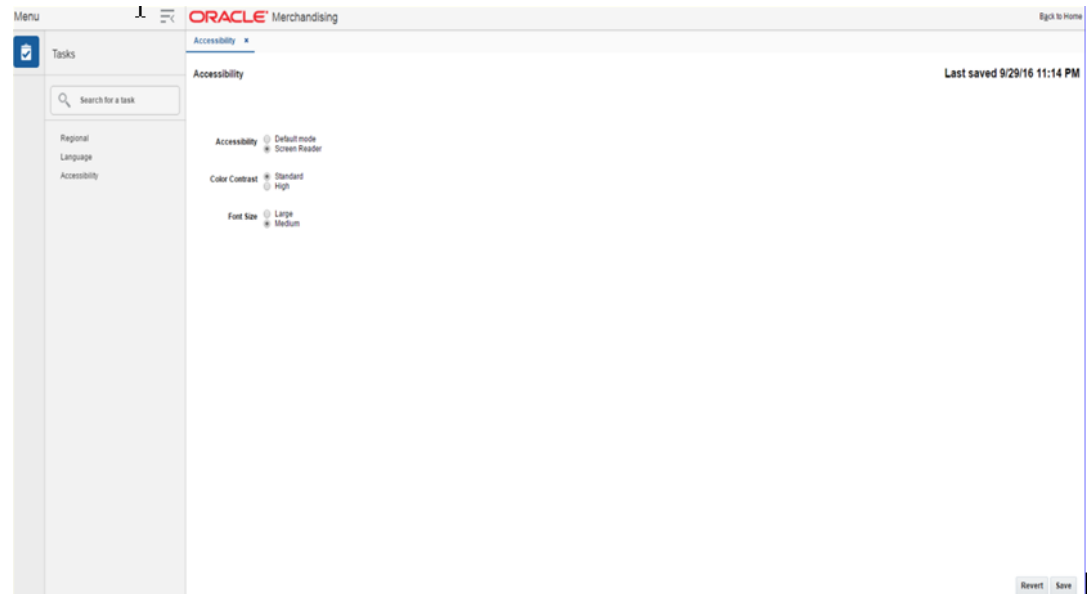 Menu
ORACLE Merchandising
Back to Home
Tasks
Search for a task
Regional
Language
Accessibility
Accessibility ×
Accessibility
Last saved 9/29/16 11:14 PM
Accessibility
Default mode
Screen Reader
Color Contrast
Standard
High
Font Size
Large
Medium
Revert
Save